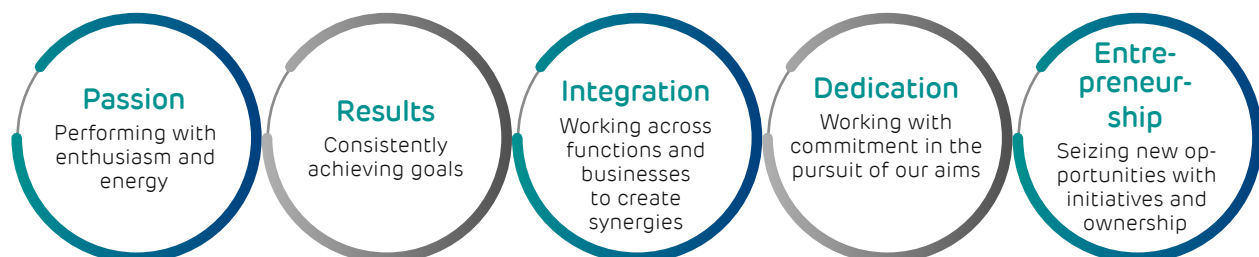 Passion
Performing with
enthusiasm and
energy
Results
Consistently
achieving goals
Integration
Working across
functions and
businesses
to create
synergies
Dedication
Working with
commitment in the
pursuit of our aims
Entre-
preneur-
ship
Seizing new op-
portunities with
initiatives and
ownership